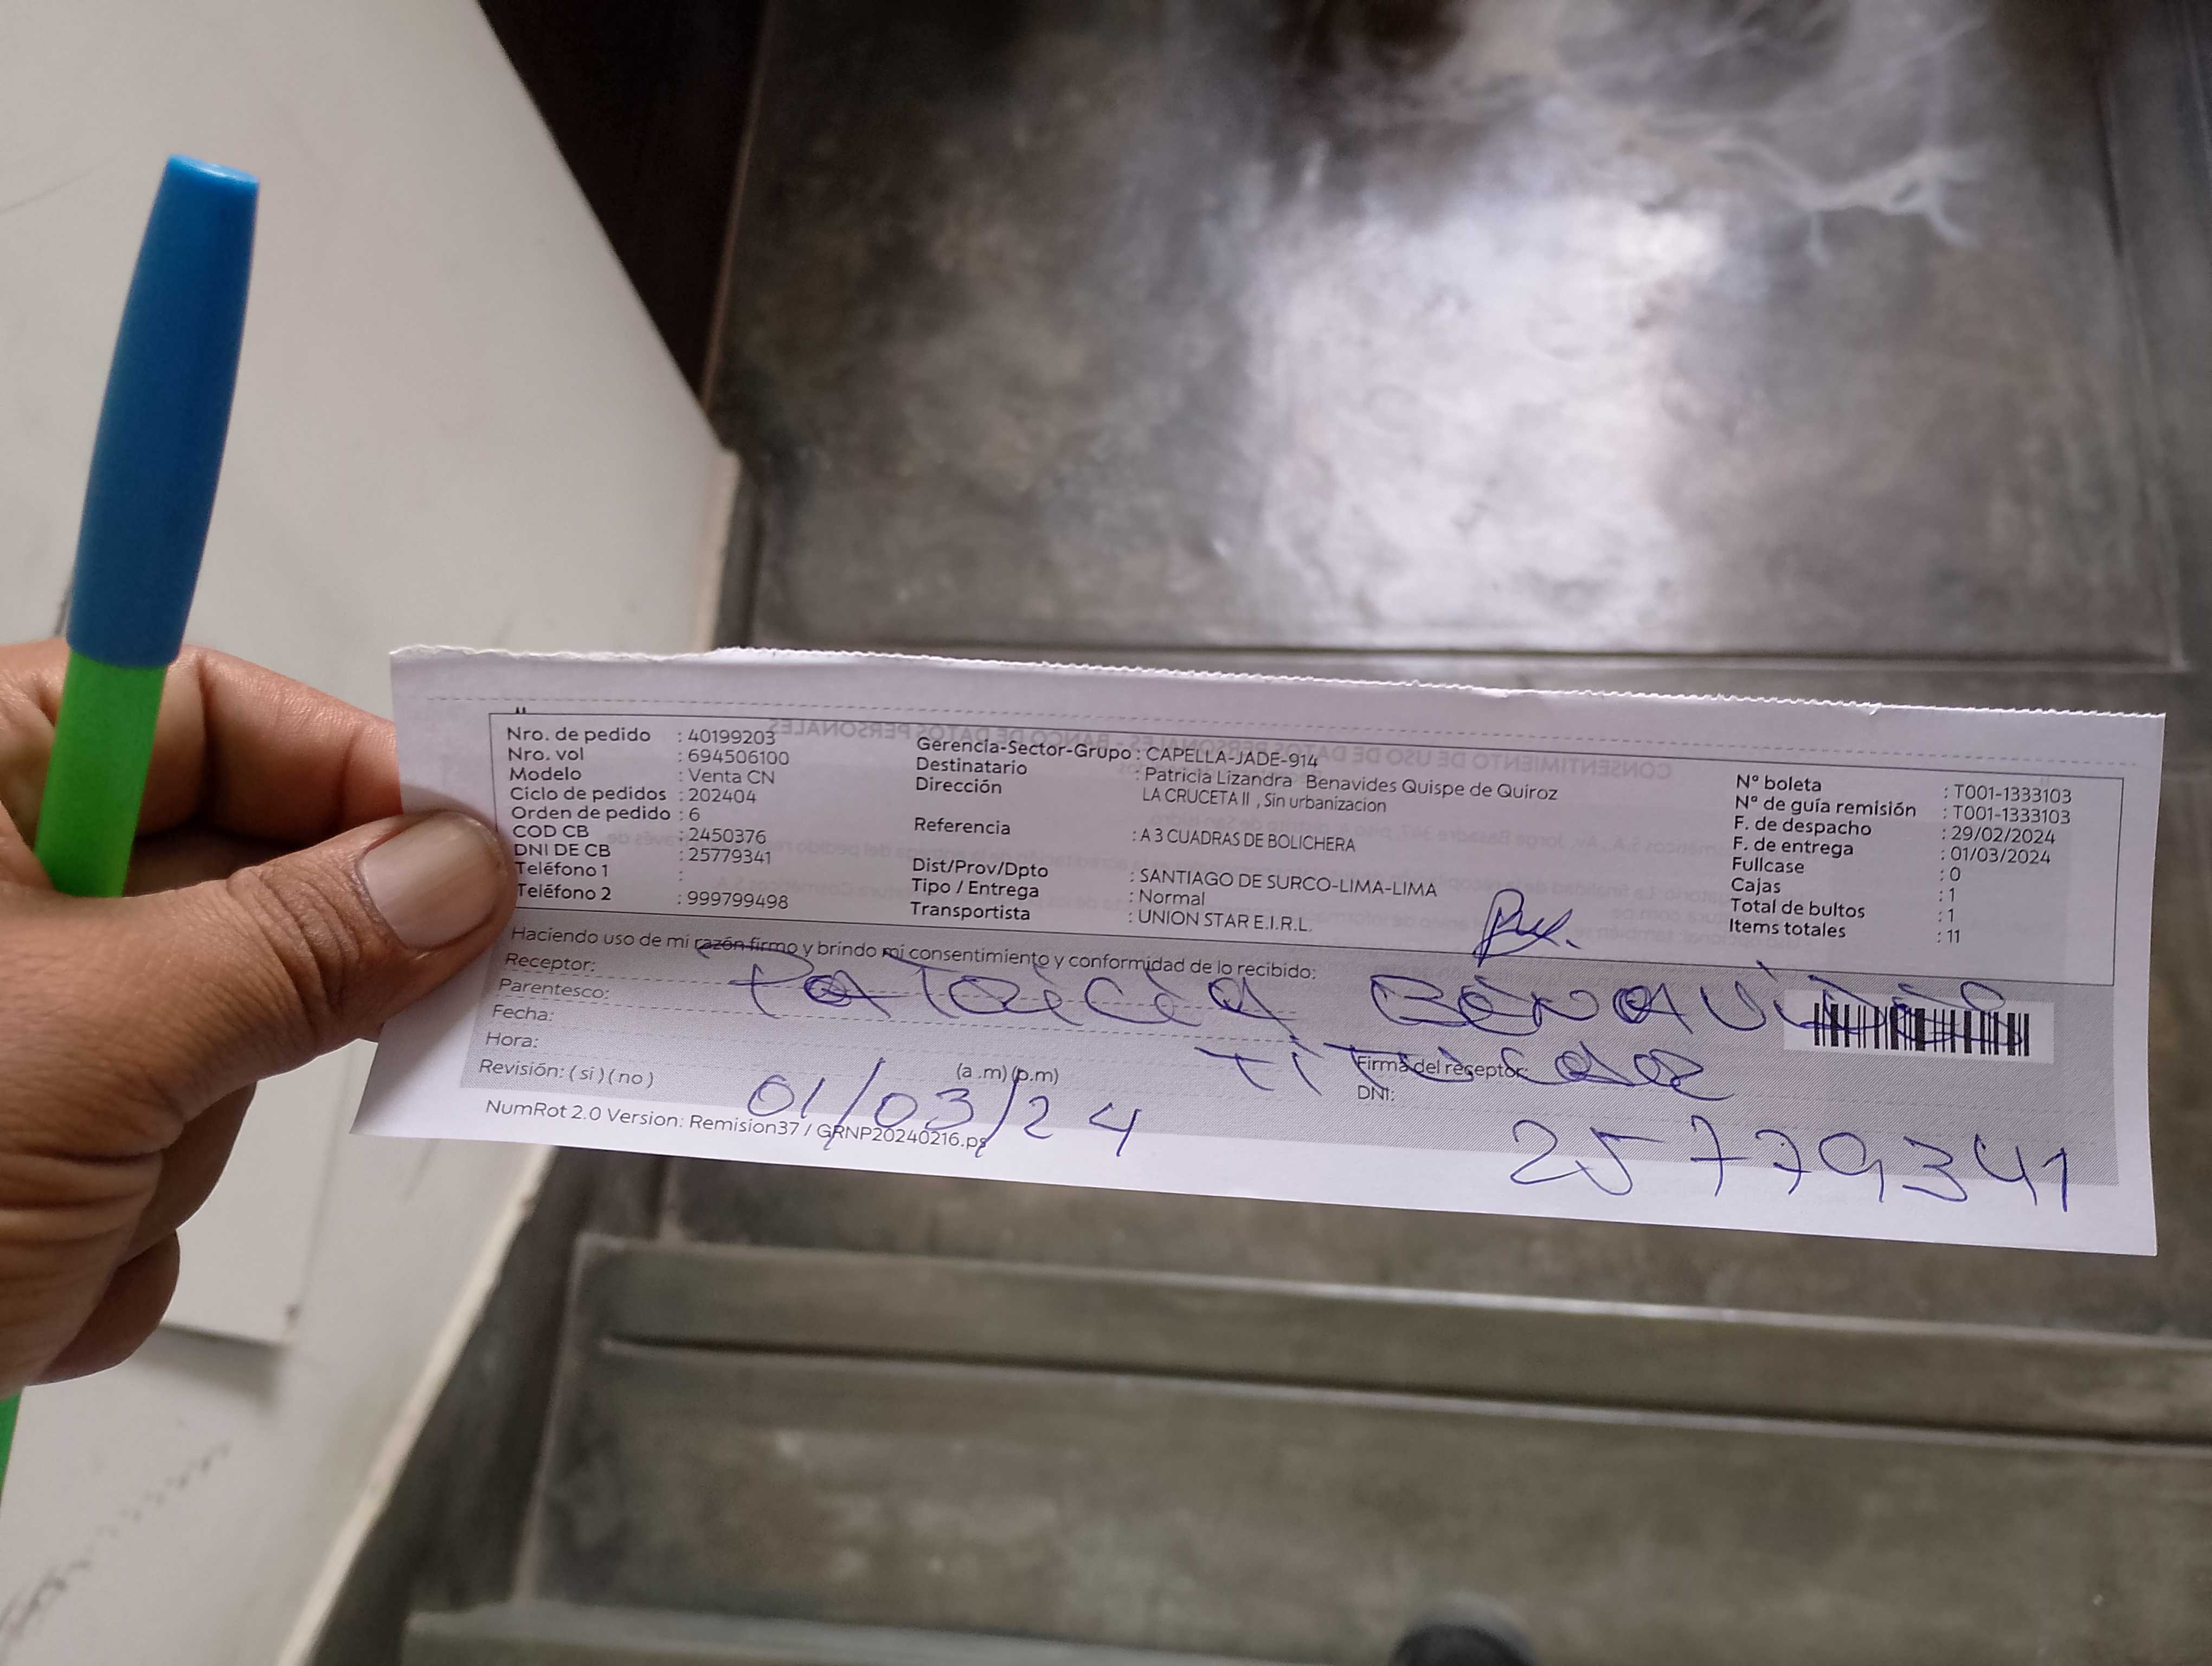 Nro. de pedido : 40199203
Nro. vol : 694506100
Modelo : Venta CN
Ciclo de pedidos : 202404
Orden de pedido : 6
COD CB : 2450376
DNI DE CB : 25779341
Teléfono 1 :
Teléfono 2 : 999799498
Gerencia-Sector-Grupo : CAPELLA-JADE-914
Destinatario : Patricia Lizandra Benavides Quispe de Quiroz
Dirección LA CRUCETA II , Sin urbanizacion
Referencia : A 3 CUADRAS DE BOLICHERA
Dist/Prov/Dpto : SANTIAGO DE SURCO-LIMA-LIMA
Tipo / Entrega : Normal
Transportista : UNION STAR E.I.R.L.
N° boleta : T001-1333103
N° de guía remisión : T001-1333103
F. de despacho : 29/02/2024
F. de entrega : 01/03/2024
Fullcase : 0
Cajas : 1
Total de bultos : 1
Items totales : 11
Haciendo uso de mi razón firmo y brindo mi consentimiento y conformidad de lo recibido:
Receptor: Patricia Benavides
Parentesco: Titular
Fecha: 01/03/24
Hora: (a .m) (p.m)
Revisión: ( si ) ( no )
Firma del receptor:
DNI: 25779341
NumRot 2.0 Version: Remision37 / GRNP20240216.ps